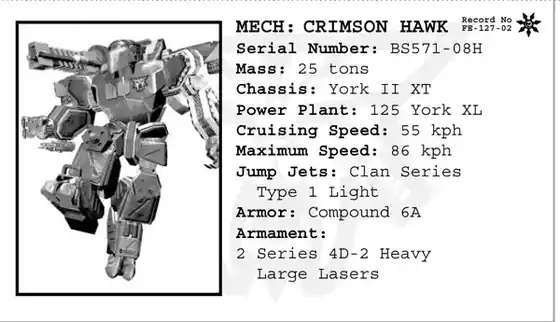 MECH: CRIMSON HAWK
Record No
FE-127-02
Serial Number: BS571-08H
Mass: 25 tons
Chassis: York II XT
Power Plant: 125 York XL
Cruising Speed: 55 kph
Maximum Speed: 86 kph
Jump Jets: Clan Series
Type 1 Light
Armor: Compound 6A
Armament:
2 Series 4D-2 Heavy
Large Lasers